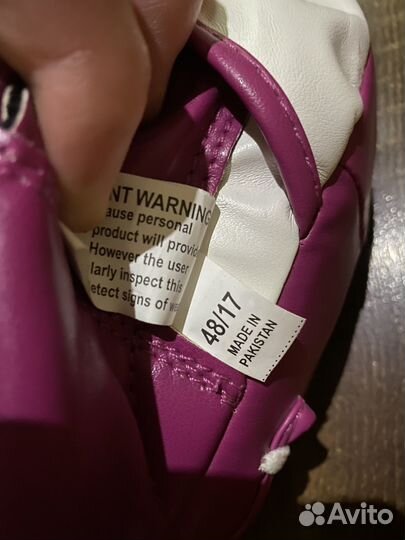 NT WARNING
ause personal
product will provid
However the user
larly inspect this
etect signs of we
48/17
MADE IN
PAKISTAN
Avito